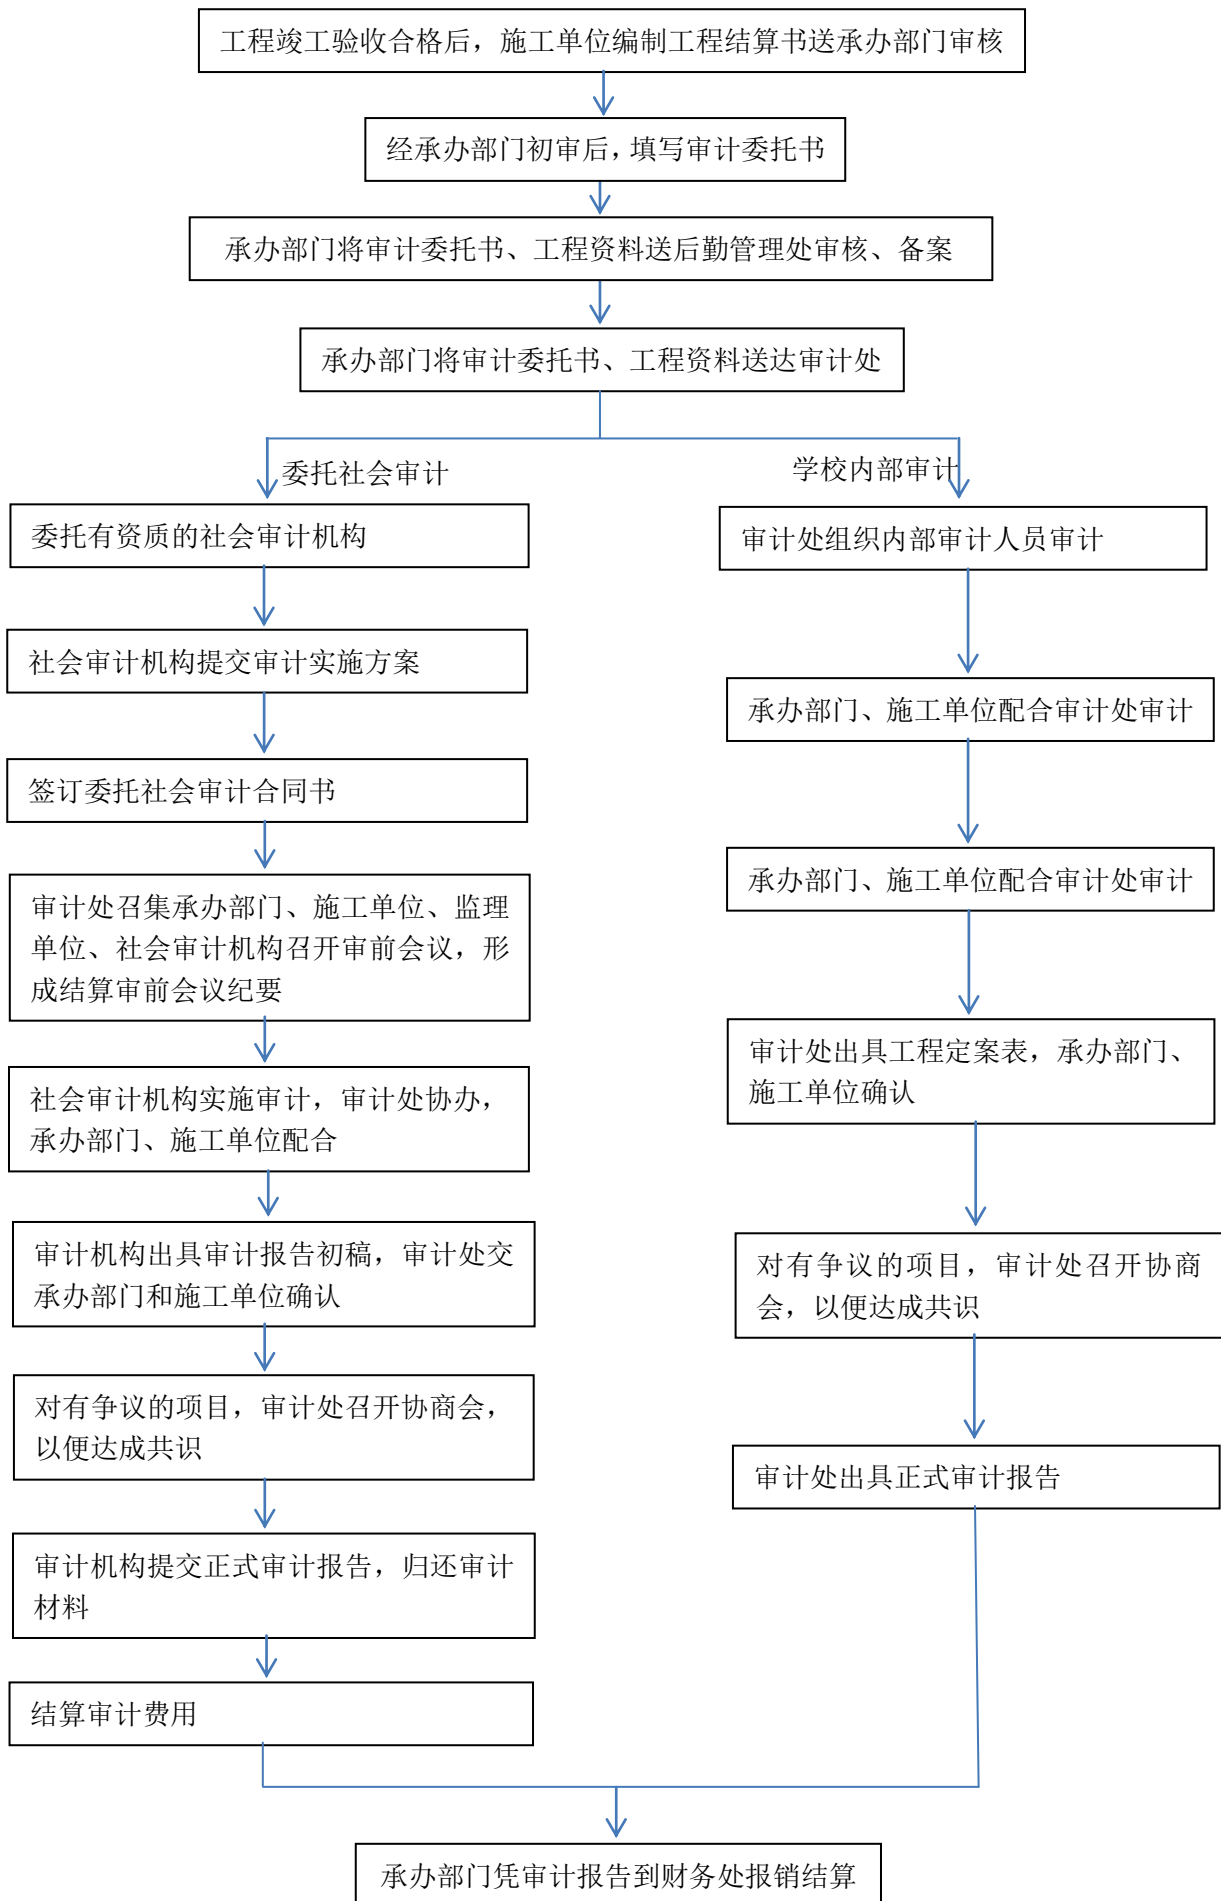 工程竣工验收合格后，施工单位编制工程结算书送承办部门审核
经承办部门初审后，填写审计委托书
承办部门将审计委托书、工程资料送后勤管理处审核、备案
承办部门将审计委托书、工程资料送达审计处
委托社会审计
委托有资质的社会审计机构
社会审计机构提交审计实施方案
签订委托社会审计合同书
审计处召集承办部门、施工单位、监理
单位、社会审计机构召开审前会议，形
成结算审前会议纪要
社会审计机构实施审计，审计处协办，
承办部门、施工单位配合
审计机构出具审计报告初稿，审计处交
承办部门和施工单位确认
对有争议的项目，审计处召开协商会，
以便达成共识
审计机构提交正式审计报告，归还审计
材料
结算审计费用
学校内部审计
审计处组织内部审计人员审计
承办部门、施工单位配合审计处审计
承办部门、施工单位配合审计处审计
审计处出具工程定案表，承办部门、
施工单位确认
对有争议的项目，审计处召开协商
会，以便达成共识
审计处出具正式审计报告
承办部门凭审计报告到财务处报销结算